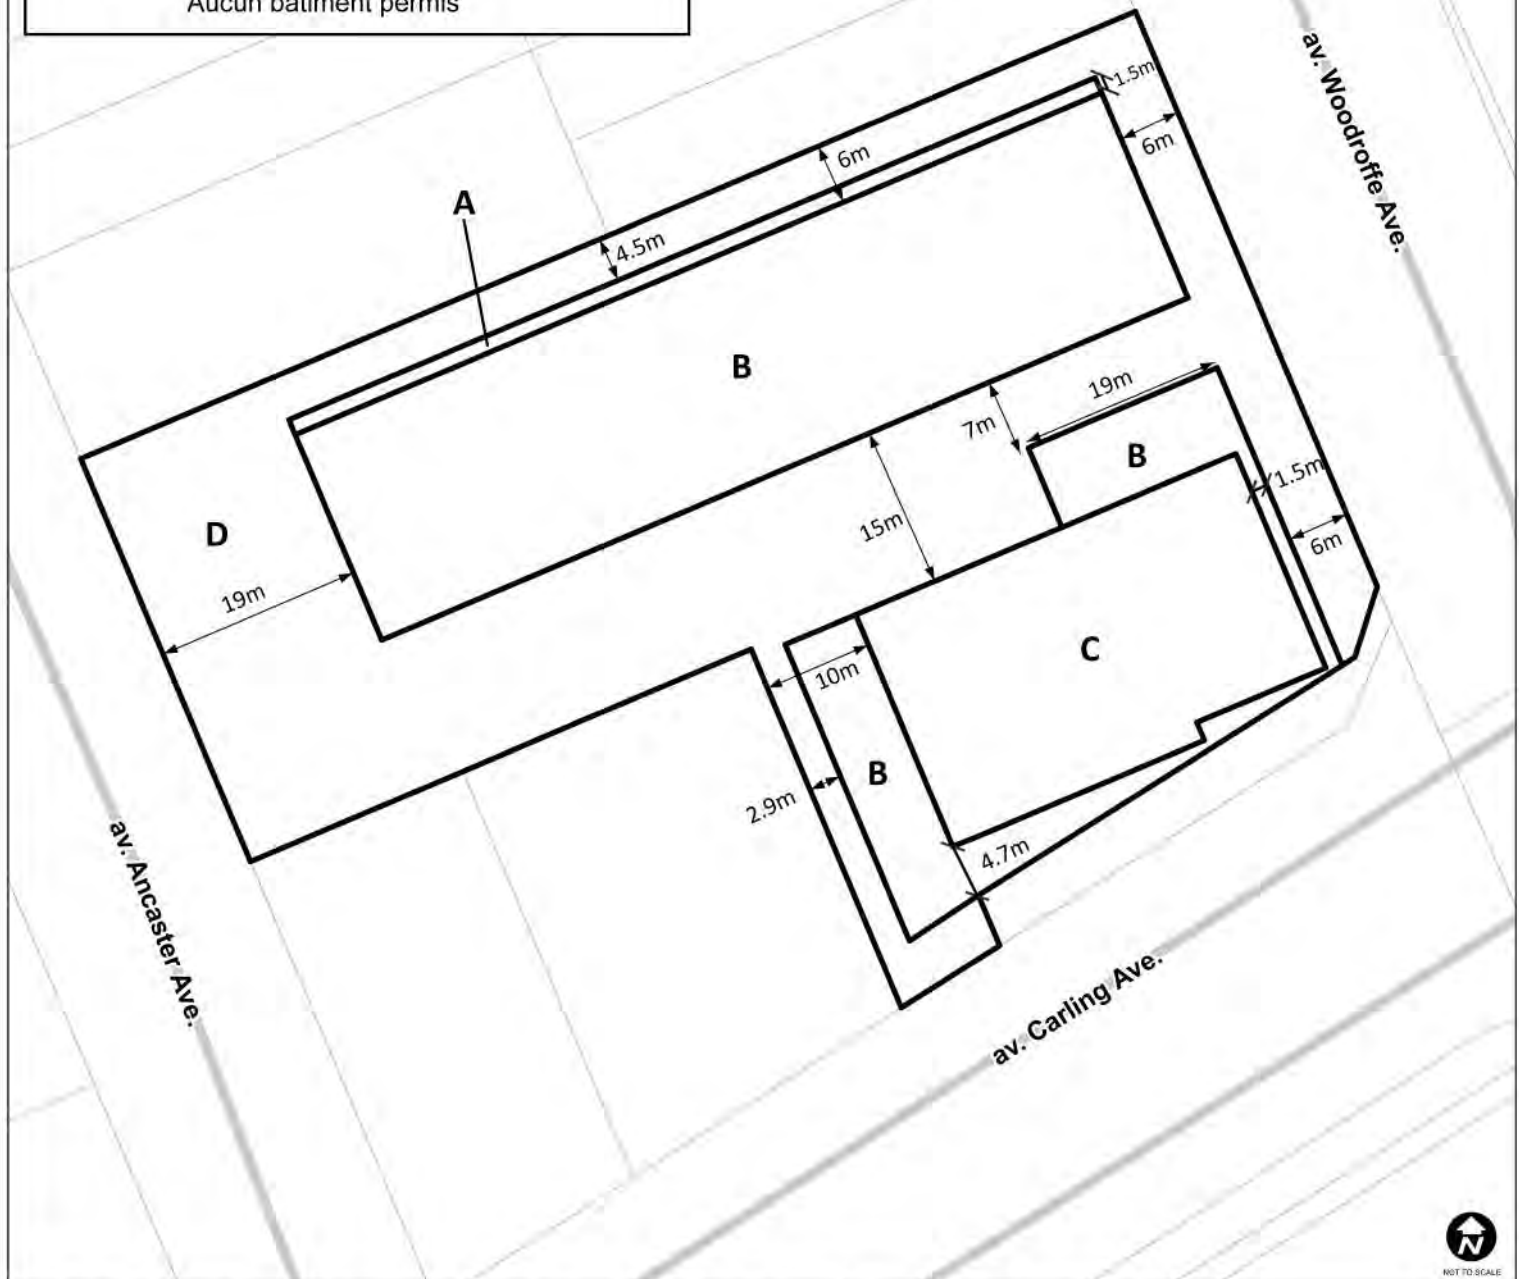 Aucun bâtiment permis
av. Woodroffe Ave.
1.5m
6m
6m
A
4.5m
B
19m
7m
B
1.5m
D
15m
6m
19m
C
10m
B
2.9m
4.7m
av. Ancaster Ave.
av. Carling Ave.
N
NOT TO SCALE